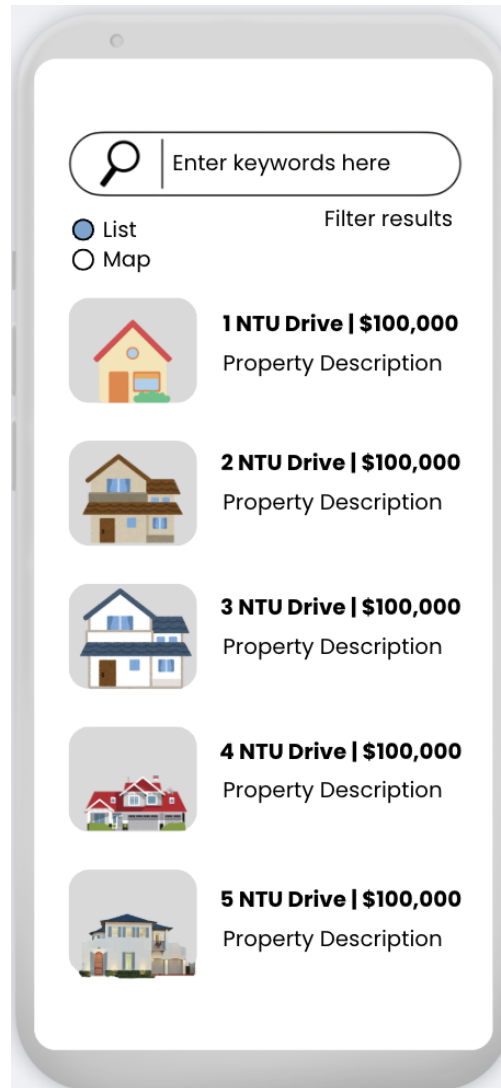 Enter keywords here
Filter results
List
Map
1 NTU Drive | $100,000
Property Description
2 NTU Drive | $100,000
Property Description
3 NTU Drive | $100,000
Property Description
4 NTU Drive | $100,000
Property Description
5 NTU Drive | $100,000
Property Description